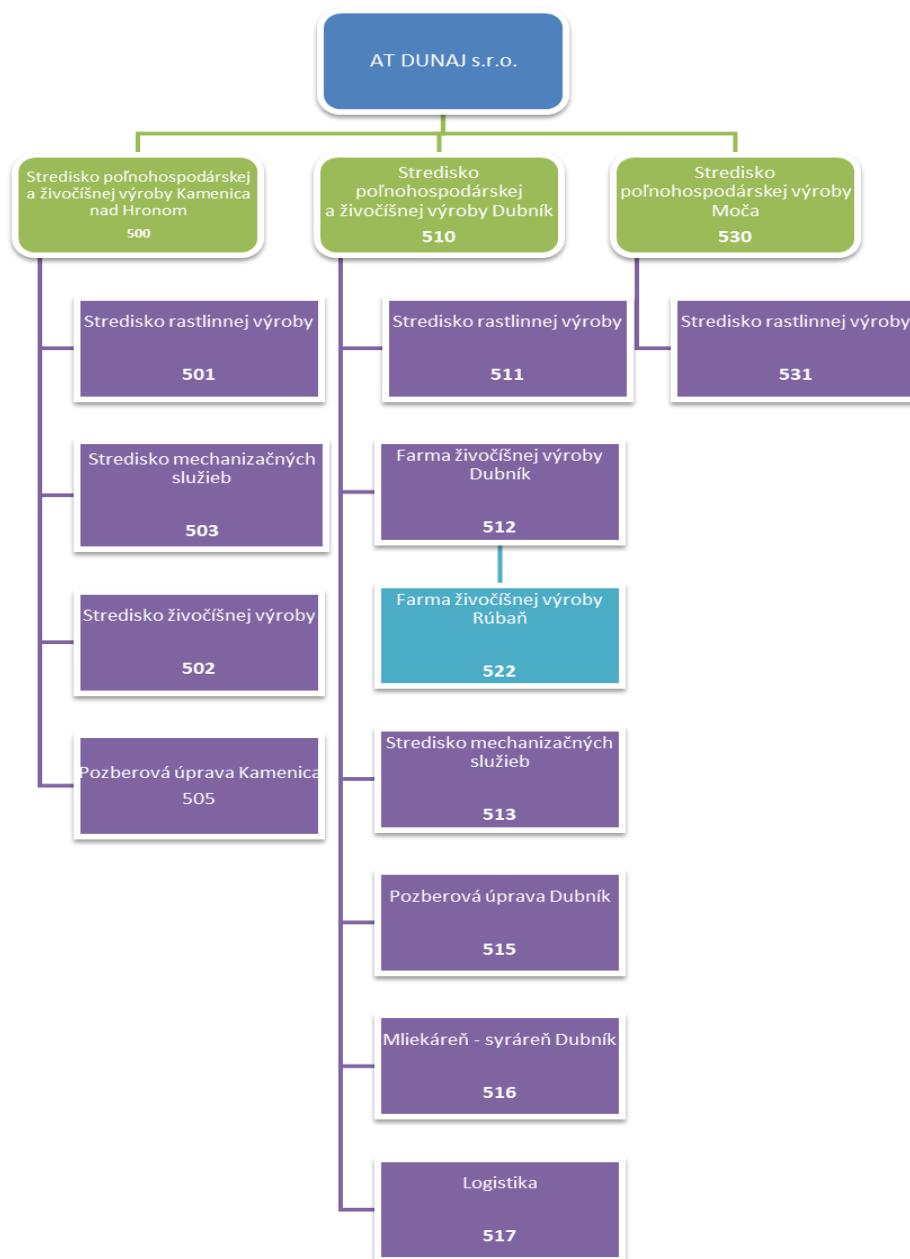 AT DUNAJ s.r.o.
Stredisko poľnohospodárskej
a živočíšnej výroby Kamenica
nad Hronom
500
Stredisko
poľnohospodárskej
a živočíšnej výroby Dubník
510
Stredisko
poľnohospodárskej výroby
Moča
530
Stredisko rastlinnej výroby
501
Stredisko mechanizačných
služieb
503
Stredisko živočíšnej výroby
502
Pozberová úprava Kamenica
505
Stredisko rastlinnej výroby
511
Farma živočíšnej výroby
Dubník
512
Farma živočíšnej výroby
Rúbaň
522
Stredisko mechanizačných
služieb
513
Pozberová úprava Dubník
515
Mliekáreň - syráreň Dubník
516
Logistika
517
Stredisko rastlinnej výroby
531